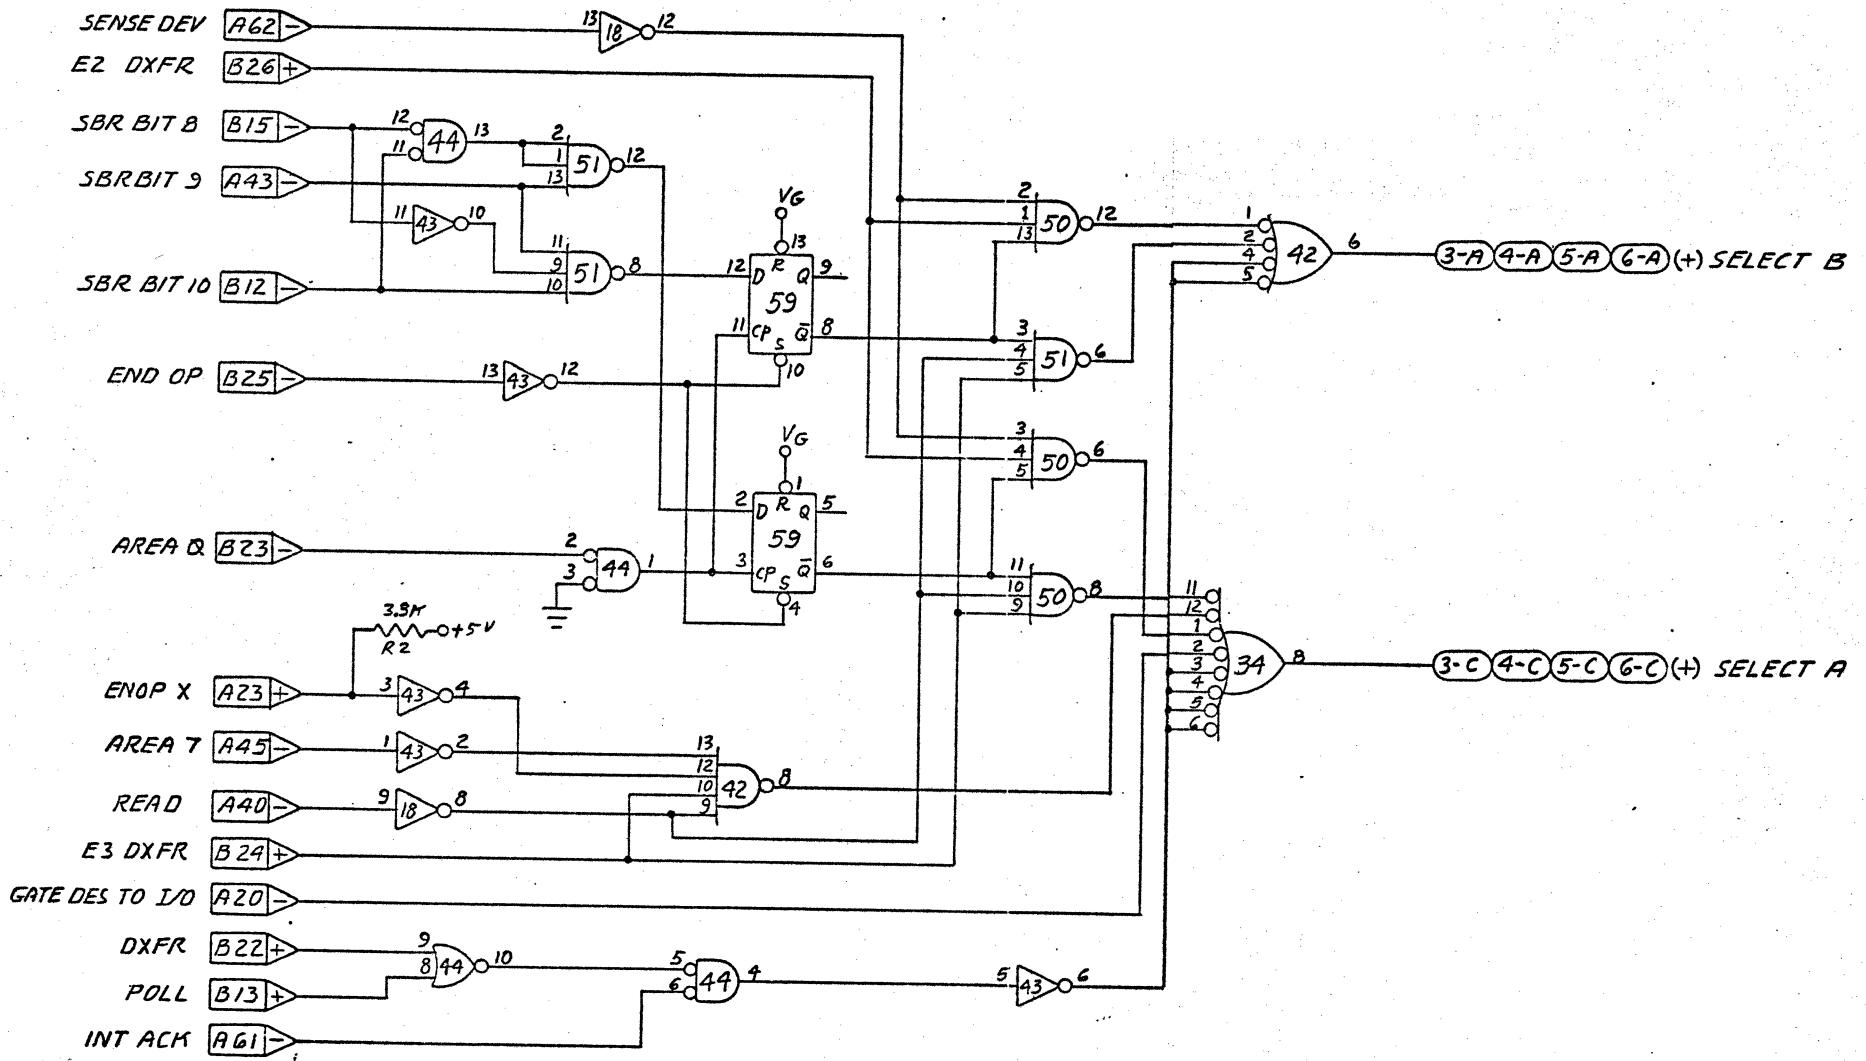 SENSE DEV A62 - 13 18 12
E2 DXFR B26 +
SBR BIT 8 B15 - 12 11 44 13 2 1 13 51 12
SBR BIT 9 A43 -
11 43 10 11 9 10 51 8
SBR BIT 10 B12 -
VG
13
12 D R Q 9
59
11 CP S Q̅ 8
10
END OP B25 - 13 43 12
VG
1
2 D R Q 5
59
3 CP S Q̅ 6
4
AREA Q B23 - 2 3 44 1
2 1 13 50 12
3 4 5 51 6
3 4 5 50 6
11 10 9 50 8
1 2 4 5 42 6
3-A 4-A 5-A 6-A (+) SELECT B
3.3K
+5V
R2
ENOP X A23 + 3 43 4
AREA 7 A45 - 1 43 2
READ A40 - 9 18 8
13 12 10 9 42 8
E3 DXFR B24 +
GATE DES TO I/O A20 -
11 12 1 2 3 4 5 6 34 8
3-C 4-C 5-C 6-C (+) SELECT A
DXFR B22 + 9
POLL B13 + 8
44 10
INT ACK A61 -
5 6 44 4
5 43 6